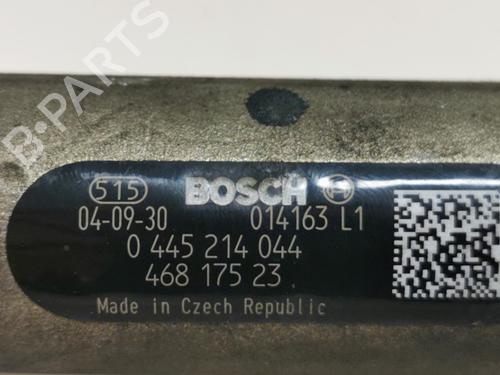 B-PARTS
515 BOSCH
04-09-30 014163 L1
0 445 214 044
468 175 23
Made in Czech Republic